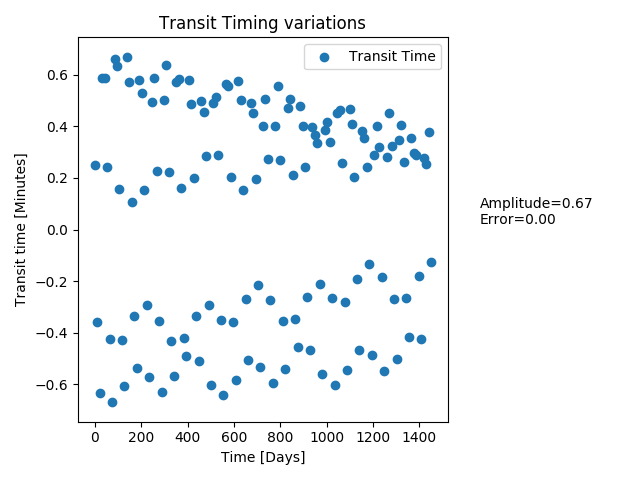 Transit Timing variations
Transit Time
Transit time [Minutes]
0.6
0.4
0.2
0.0
−0.2
−0.4
−0.6
0 200 400 600 800 1000 1200 1400
Time [Days]
Amplitude=0.67
Error=0.00